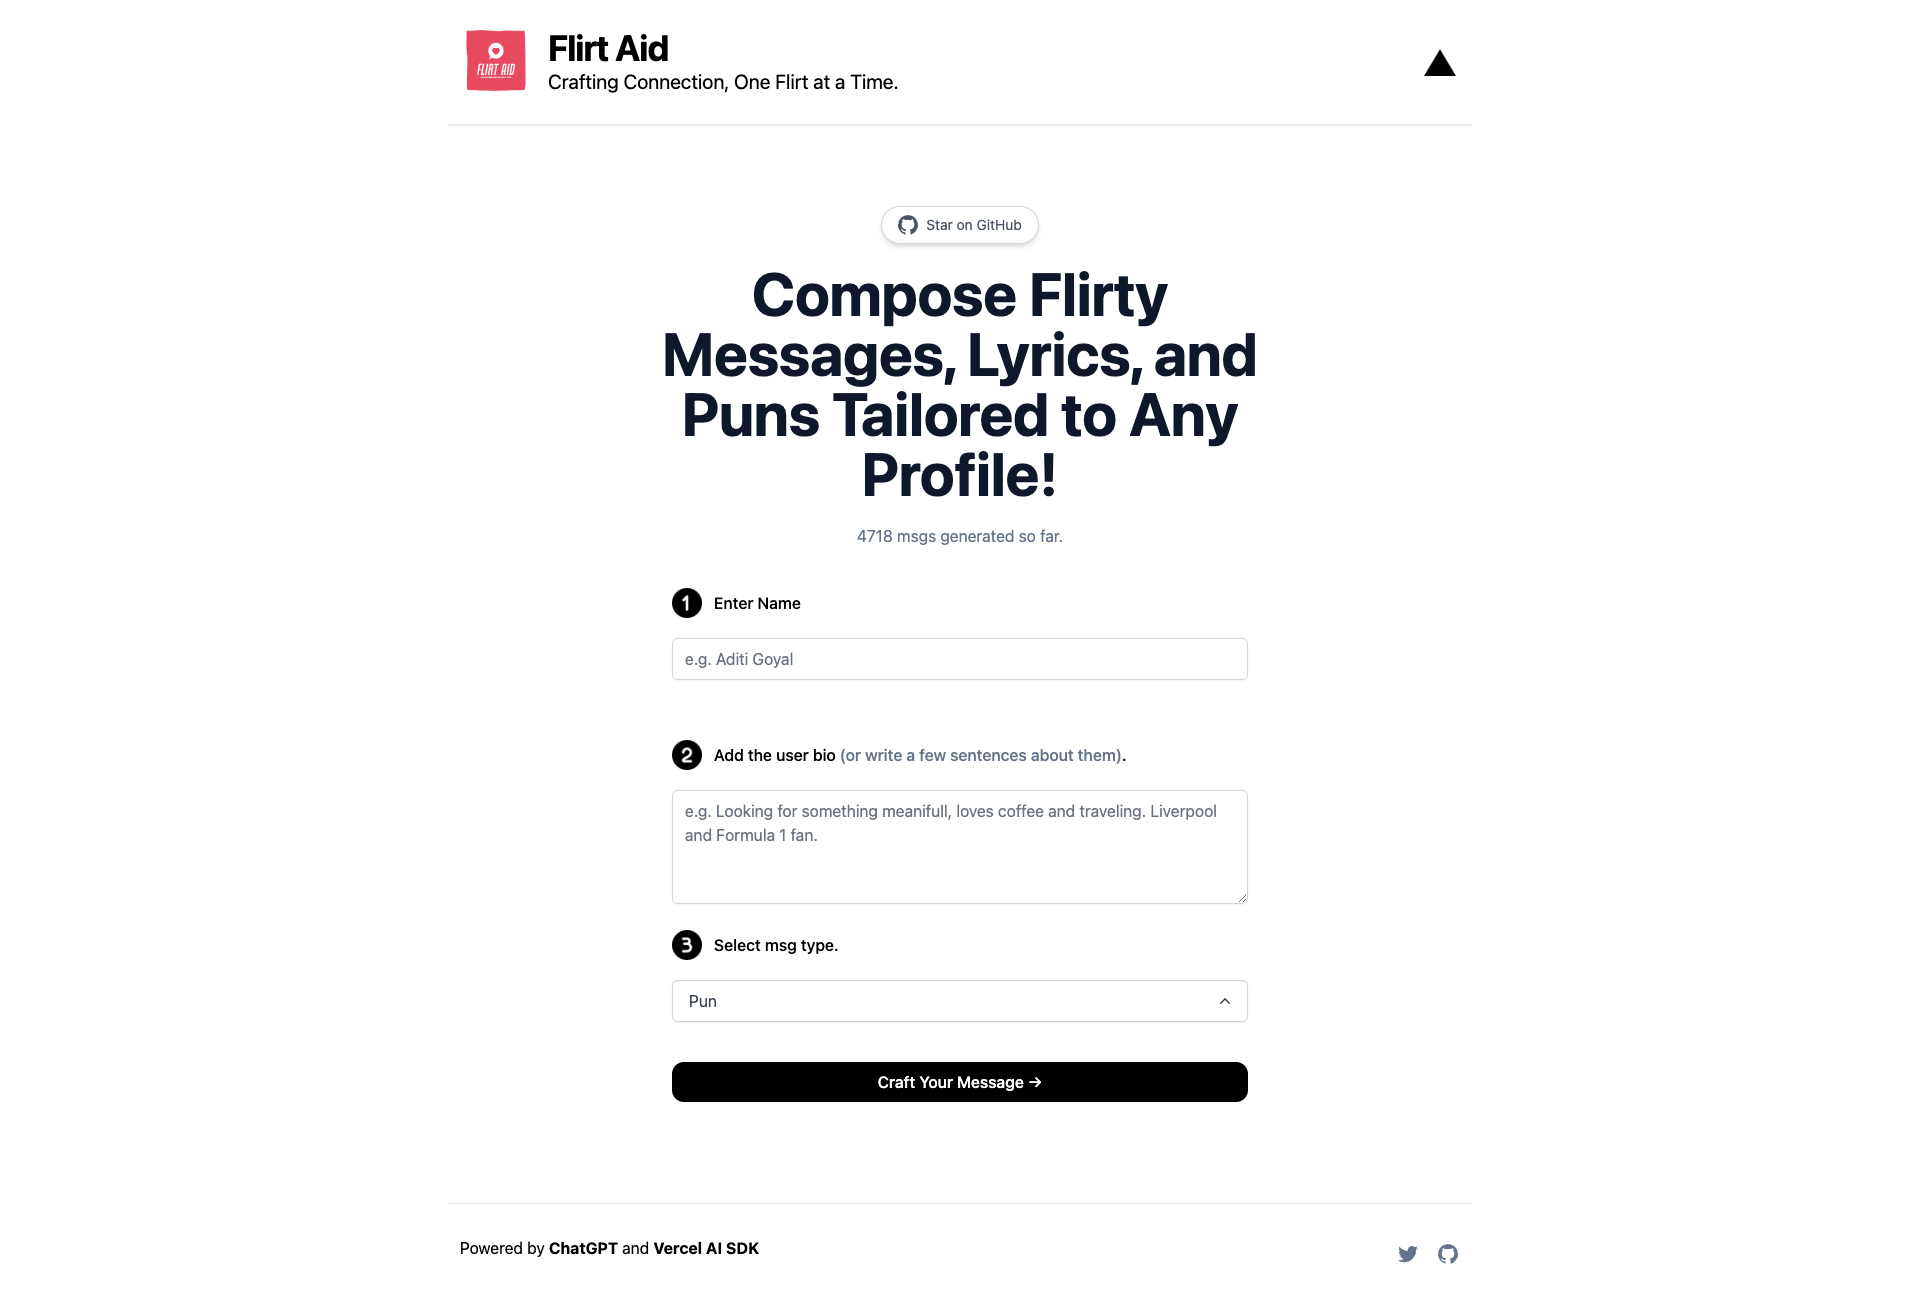 FLIRT AID
Flirt Aid
Crafting Connection, One Flirt at a Time.
Star on GitHub
Compose Flirty
Messages, Lyrics, and
Puns Tailored to Any
Profile!
4718 msgs generated so far.
1 Enter Name
e.g. Aditi Goyal
2 Add the user bio (or write a few sentences about them).
e.g. Looking for something meanifull, loves coffee and traveling. Liverpool
and Formula 1 fan.
3 Select msg type.
Pun
Craft Your Message →
Powered by ChatGPT and Vercel AI SDK